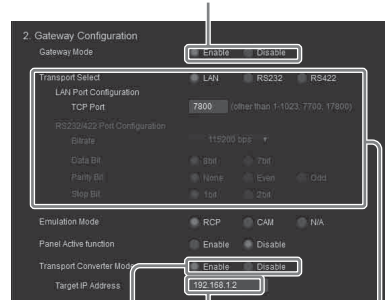 2. Gateway Configuration
Gateway Mode Enable Disable
Transport Select LAN RS232 RS422
LAN Port Configuration
TCP Port 7800 (other than 1-1023, 7700, 17800)
RS232/422 Port Configuration
Bitrate 115200 bps
Data Bit 8bit 7bit
Parity Bit None Even Odd
Stop Bit 1bit 2bit
Emulation Mode RCP CAM N/A
Panel Active function Enable Disable
Transport Converter Mode Enable Disable
Target IP Address 192.168.1.2